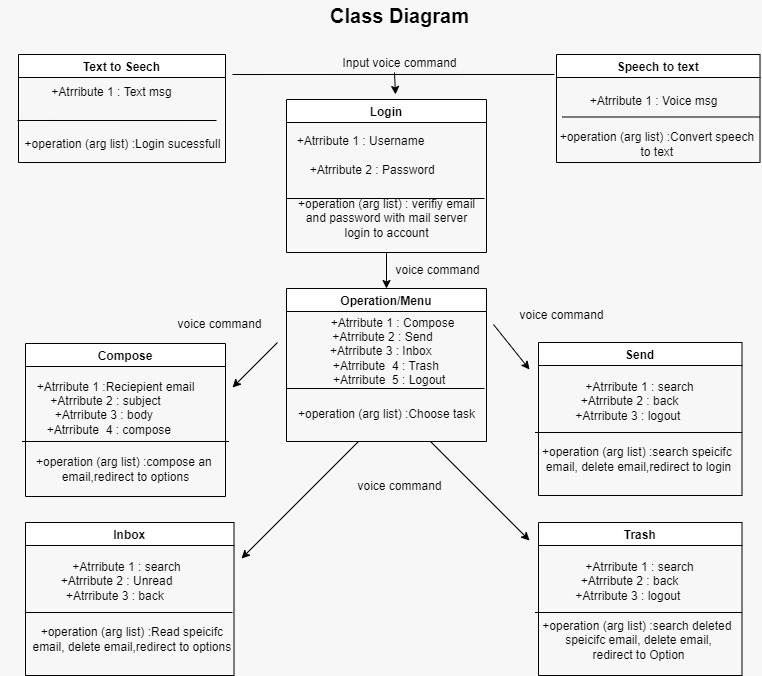 Class Diagram
Text to Seech
+Atrribute 1 : Text msg
+operation (arg list) :Login sucessfull
Input voice command
Speech to text
+Atrribute 1 : Voice msg
+operation (arg list) :Convert speech
to text
Login
+Atrribute 1 : Username
+Atrribute 2 : Password
+operation (arg list) : verifiy email
and password with mail server
login to account
voice command
Operation/Menu
+Atrribute 1 : Compose
+Atrribute 2 : Send
+Atrribute 3 : Inbox
+Atrribute 4 : Trash
+Atrribute 5 : Logout
+operation (arg list) :Choose task
voice command
voice command
Compose
+Atrribute 1 :Reciepient email
+Atrribute 2 : subject
+Atrribute 3 : body
+Atrribute 4 : compose
+operation (arg list) :compose an
email,redirect to options
Send
+Atrribute 1 : search
+Atrribute 2 : back
+Atrribute 3 : logout
+operation (arg list) :search speicifc
email, delete email,redirect to login
voice command
Inbox
+Atrribute 1 : search
+Atrribute 2 : Unread
+Atrribute 3 : back
+operation (arg list) :Read speicifc
email, delete email,redirect to options
Trash
+Atrribute 1 : search
+Atrribute 2 : back
+Atrribute 3 : logout
+operation (arg list) :search deleted
speicifc email, delete email,
redirect to Option